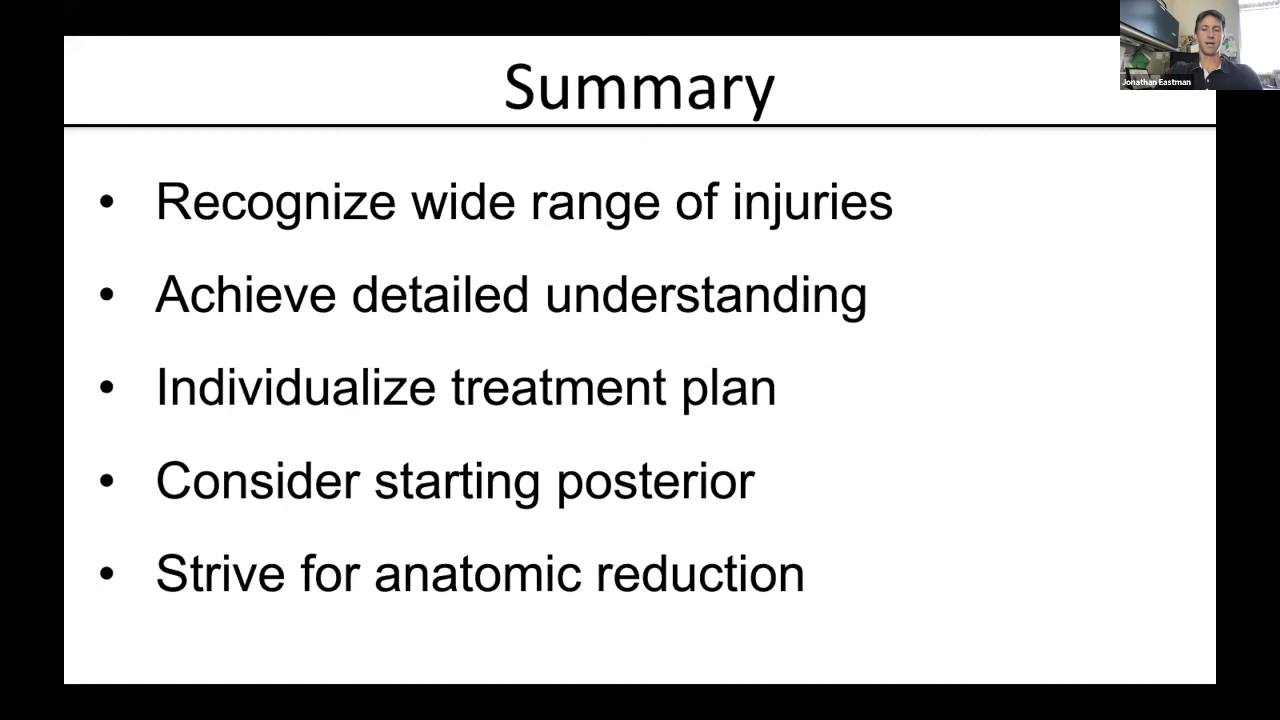 Summary
Jonathan Eastman
• Recognize wide range of injuries
• Achieve detailed understanding
• Individualize treatment plan
• Consider starting posterior
• Strive for anatomic reduction